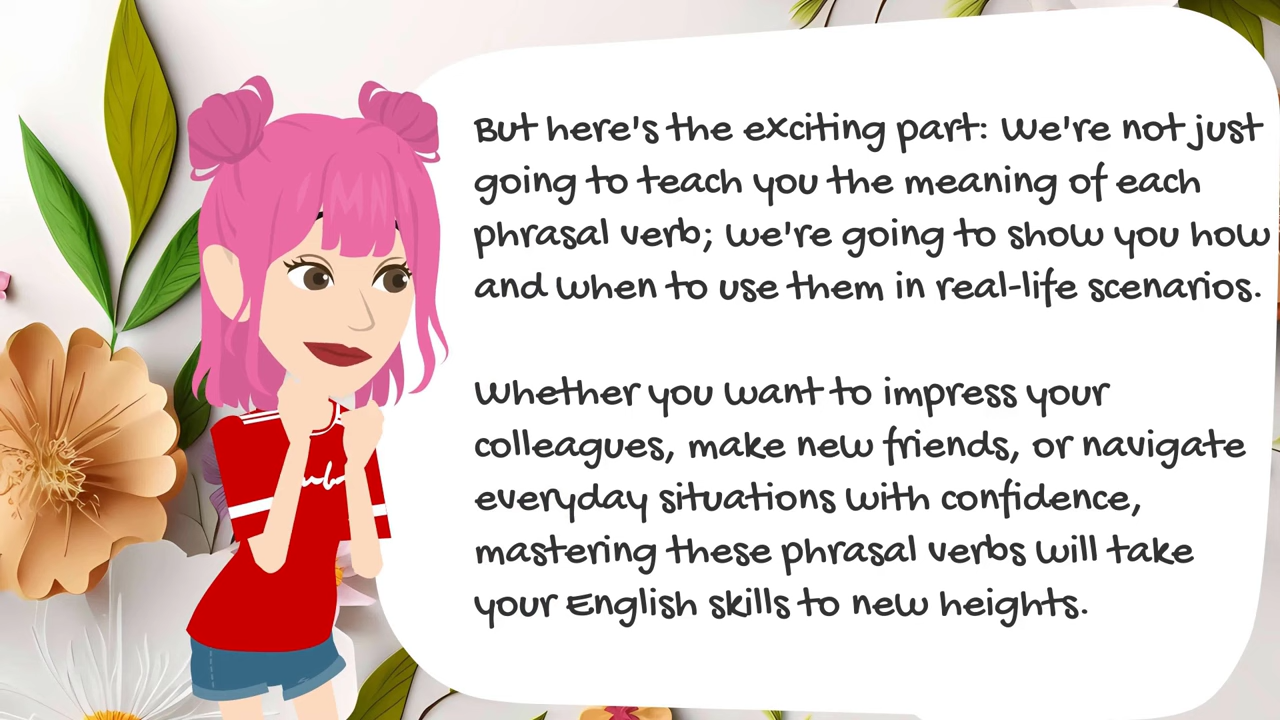 But here's the exciting part: We're not just
going to teach you the meaning of each
phrasal verb; we're going to show you how
and when to use them in real-life scenarios.
Whether you want to impress your
colleagues, make new friends, or navigate
everyday situations with confidence,
mastering these phrasal verbs will take
your English skills to new heights.